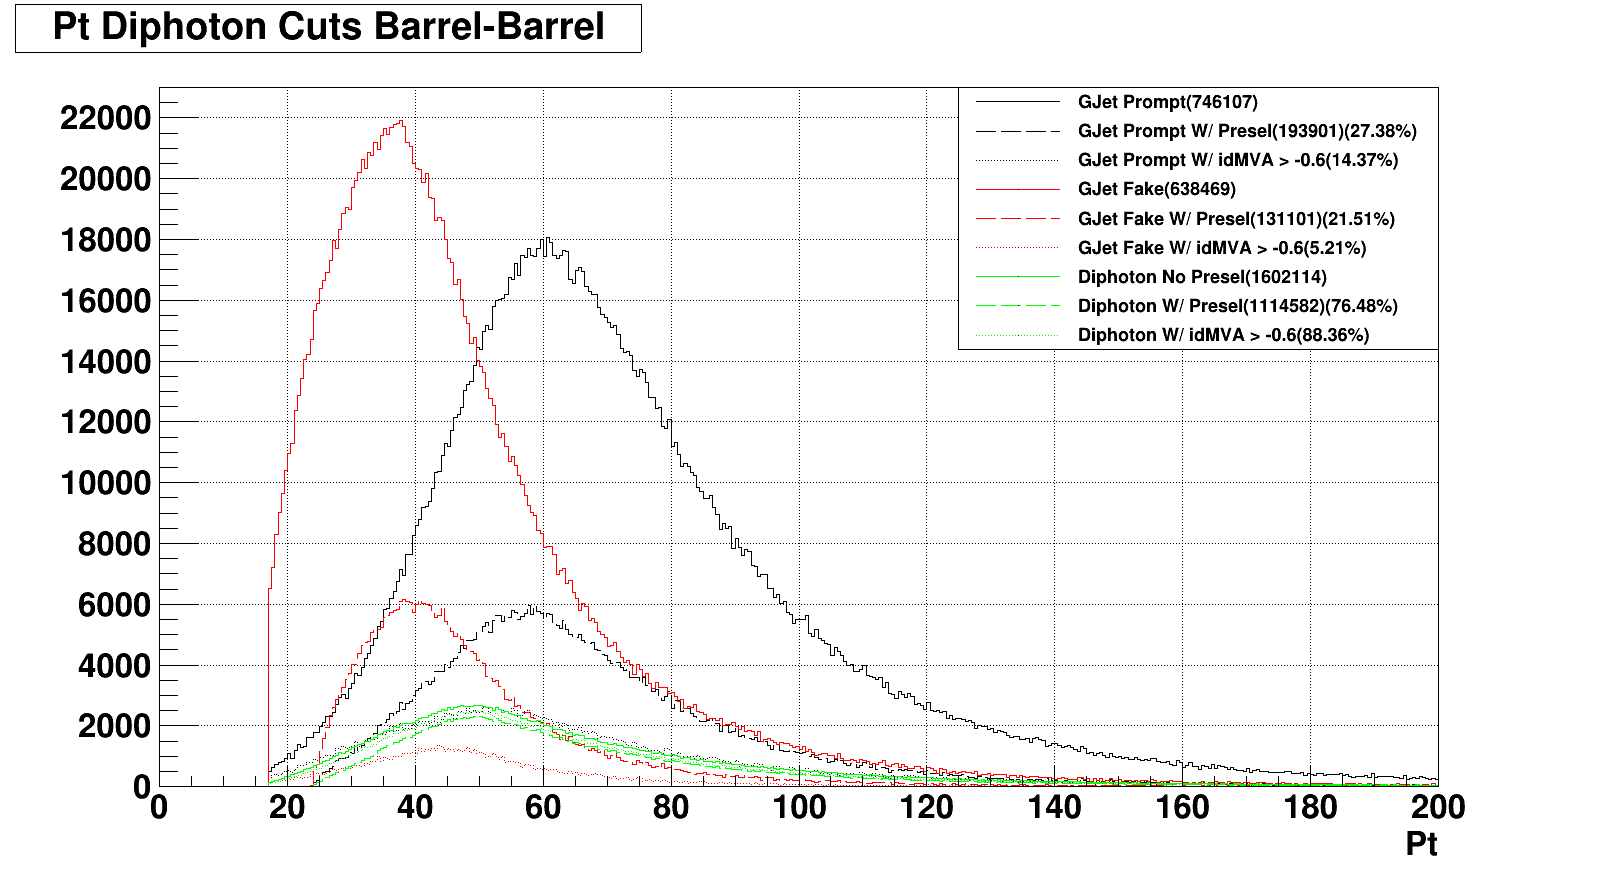 Pt Diphoton Cuts Barrel-Barrel
GJet Prompt(746107)
GJet Prompt W/ Presel(193901)(27.38%)
GJet Prompt W/ idMVA > -0.6(14.37%)
GJet Fake(638469)
GJet Fake W/ Presel(131101)(21.51%)
GJet Fake W/ idMVA > -0.6(5.21%)
Diphoton No Presel(1602114)
Diphoton W/ Presel(1114582)(76.48%)
Diphoton W/ idMVA > -0.6(88.36%)
22000
20000
18000
16000
14000
12000
10000
8000
6000
4000
2000
0
0 20 40 60 80 100 120 140 160 180 200
Pt